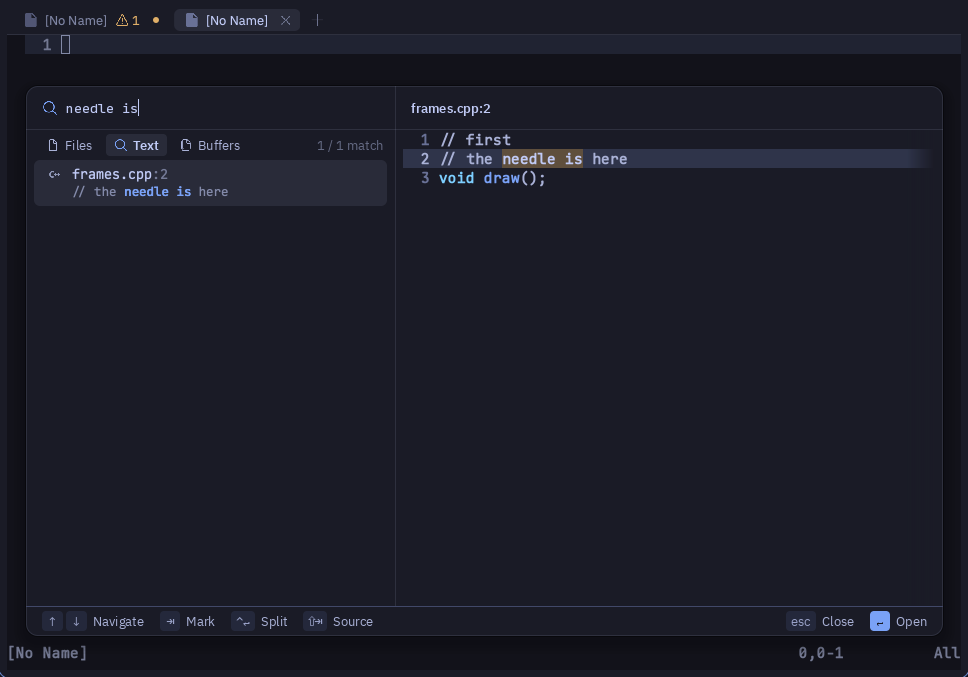 [No Name] 1 [No Name]
1
needle is
Files Text Buffers 1 / 1 match
frames.cpp:2
// the needle is here
frames.cpp:2
1 // first
2 // the needle is here
3 void draw();
↑ ↓ Navigate Mark Split Source esc Close Open
[No Name] 0,0-1 All